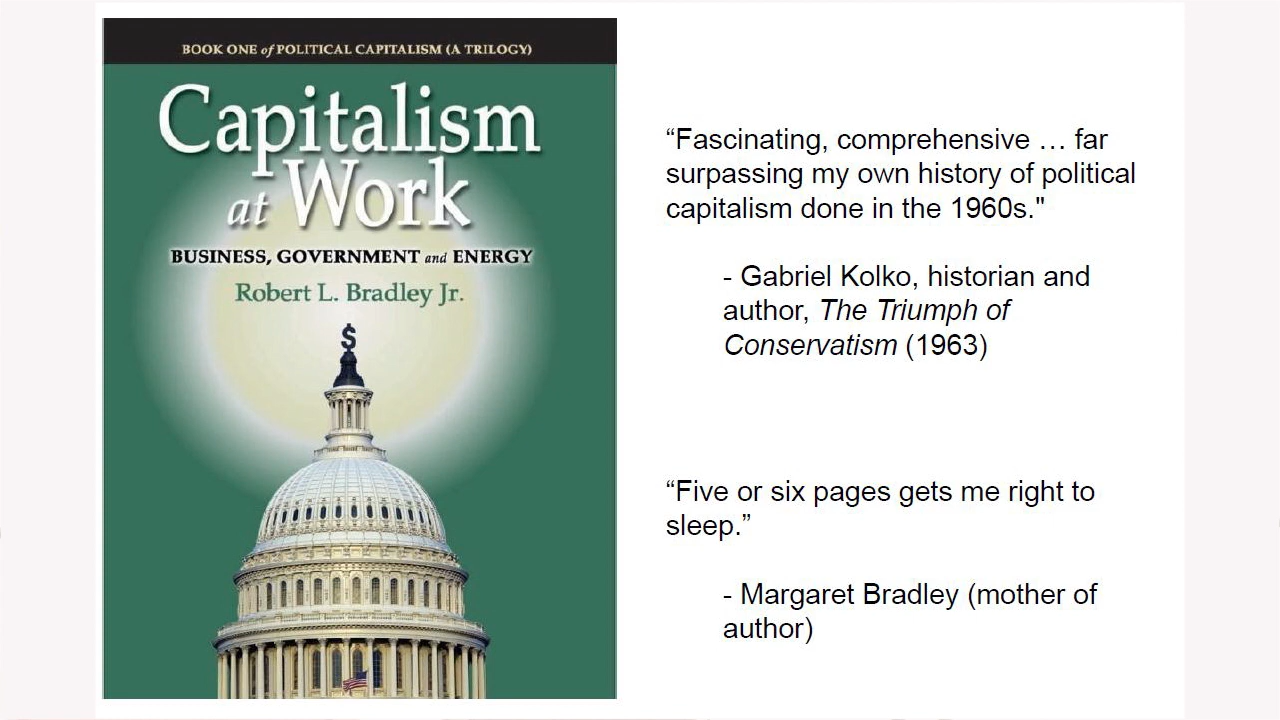 BOOK ONE of POLITICAL CAPITALISM (A TRILOGY)
Capitalism
at Work
BUSINESS, GOVERNMENT and ENERGY
Robert L. Bradley Jr.
$
“Fascinating, comprehensive … far
surpassing my own history of political
capitalism done in the 1960s."
- Gabriel Kolko, historian and
author, The Triumph of
Conservatism (1963)
“Five or six pages gets me right to
sleep.”
- Margaret Bradley (mother of
author)